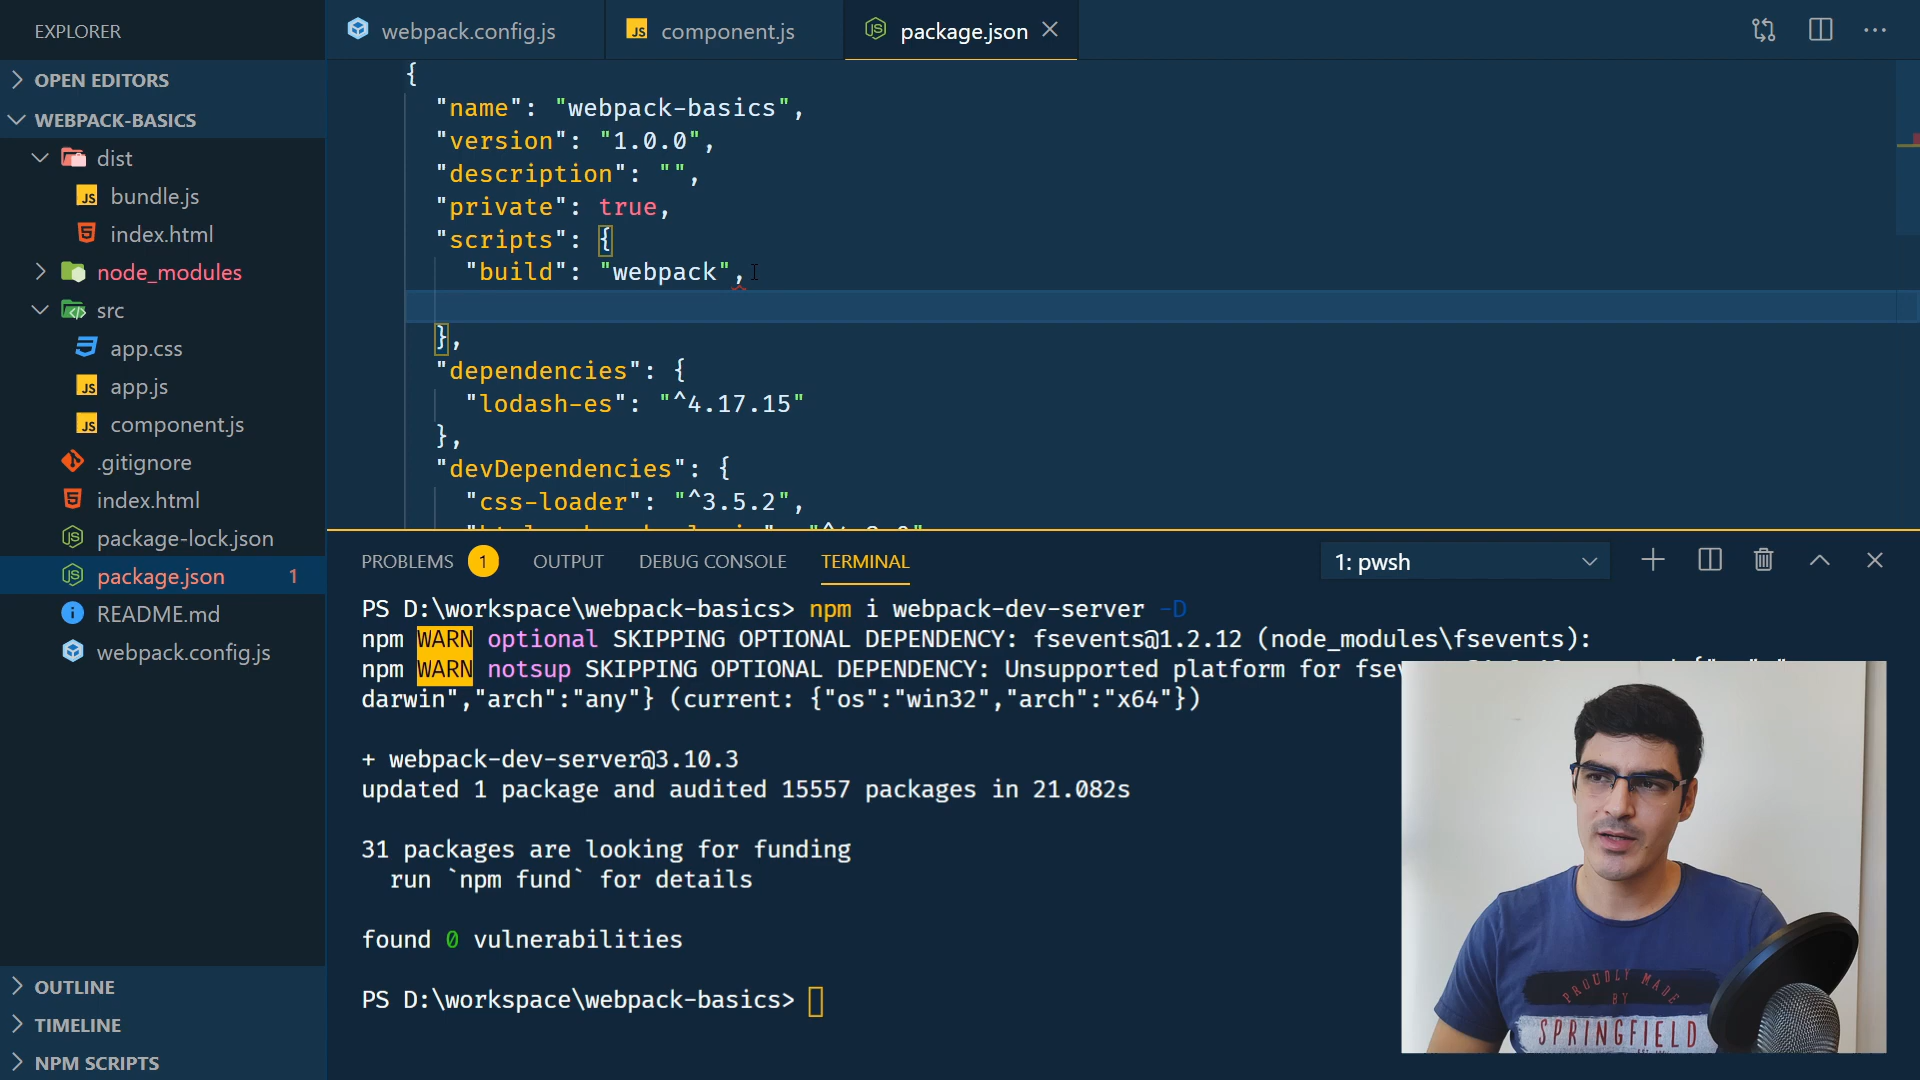 EXPLORER
OPEN EDITORS
WEBPACK-BASICS
dist
JS bundle.js
index.html
node_modules
src
app.css
JS app.js
JS component.js
.gitignore
index.html
package-lock.json
package.json 1
README.md
webpack.config.js
OUTLINE
TIMELINE
NPM SCRIPTS
webpack.config.js
JS component.js
package.json
{
"name": "webpack-basics",
"version": "1.0.0",
"description": "",
"private": true,
"scripts": {
"build": "webpack",
},
"dependencies": {
"lodash-es": "^4.17.15"
},
"devDependencies": {
"css-loader": "^3.5.2",
PROBLEMS 1 OUTPUT DEBUG CONSOLE TERMINAL 1: pwsh
PS D:\workspace\webpack-basics> npm i webpack-dev-server -D
npm WARN optional SKIPPING OPTIONAL DEPENDENCY: fsevents@1.2.12 (node_modules\fsevents):
npm WARN notsup SKIPPING OPTIONAL DEPENDENCY: Unsupported platform for
darwin","arch":"any"} (current: {"os":"win32","arch":"x64"})
+ webpack-dev-server@3.10.3
updated 1 package and audited 15557 packages in 21.082s
31 packages are looking for funding
run `npm fund` for details
found 0 vulnerabilities
PS D:\workspace\webpack-basics>
PROUDLY MADE
BY
SPRINGFIELD